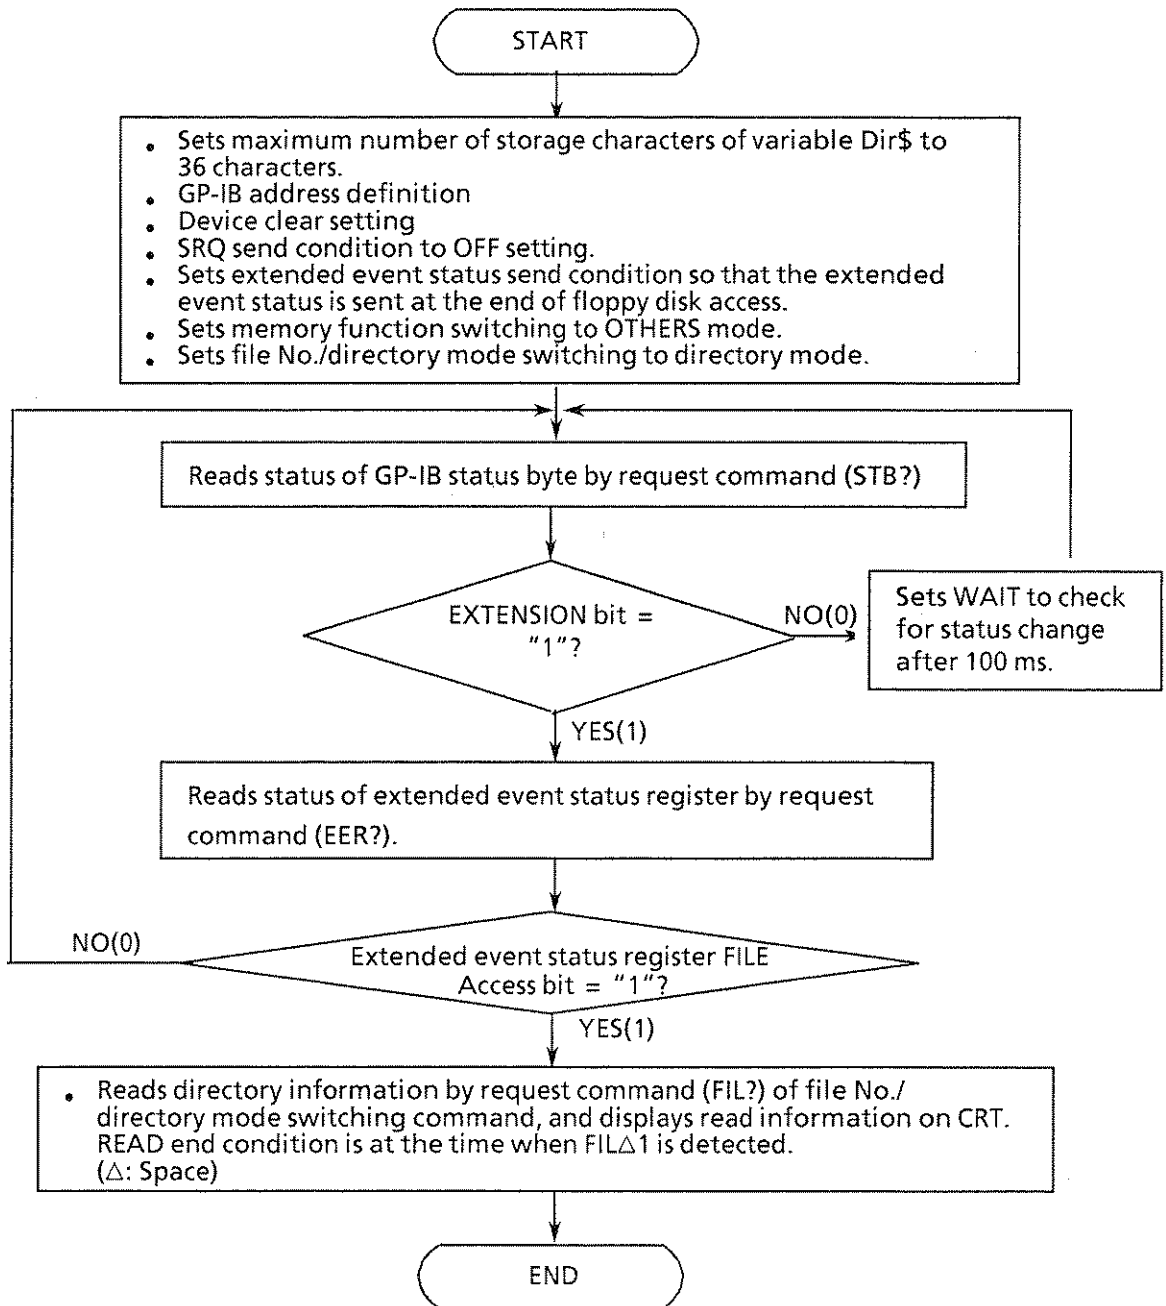 START
• Sets maximum number of storage characters of variable Dir$ to
36 characters.
• GP-IB address definition
• Device clear setting
• SRQ send condition to OFF setting.
• Sets extended event status send condition so that the extended
event status is sent at the end of floppy disk access.
• Sets memory function switching to OTHERS mode.
• Sets file No./directory mode switching to directory mode.
Reads status of GP-IB status byte by request command (STB?)
EXTENSION bit =
"1"?
NO(0)
Sets WAIT to check
for status change
after 100 ms.
YES(1)
Reads status of extended event status register by request
command (EER?).
NO(0)
Extended event status register FILE
Access bit = "1"?
YES(1)
• Reads directory information by request command (FIL?) of file No./
directory mode switching command, and displays read information on CRT.
READ end condition is at the time when FIL△1 is detected.
(△: Space)
END